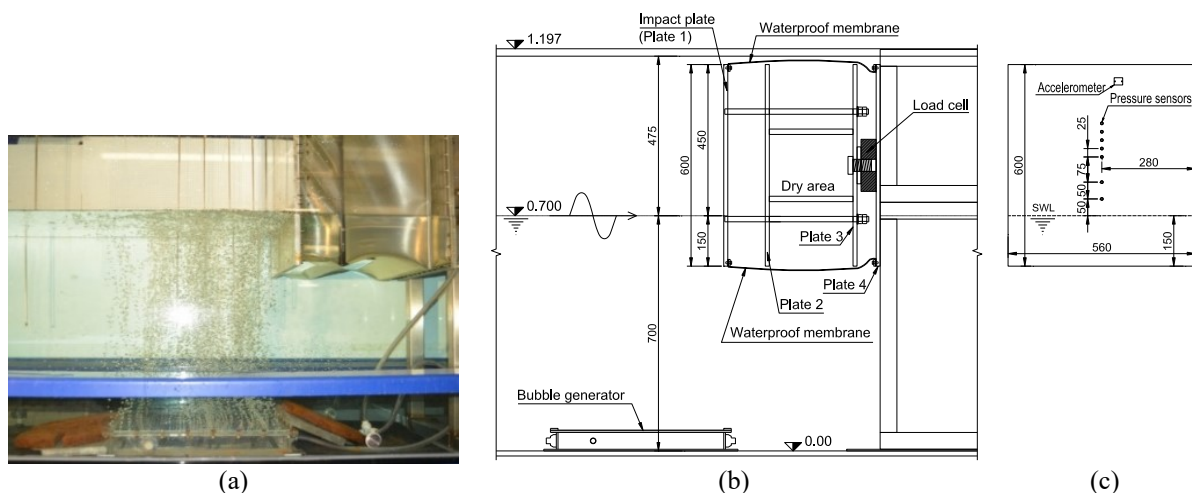 Impact plate
(Plate 1)
Waterproof membrane
1.197
Load cell
Accelerometer
Pressure sensors
475
450
600
25
75
50
50
280
600
Dry area
0.700
SWL
150
Plate 3
150
560
Plate 4
Plate 2
Waterproof membrane
700
Bubble generator
0.00
(a)
(b)
(c)